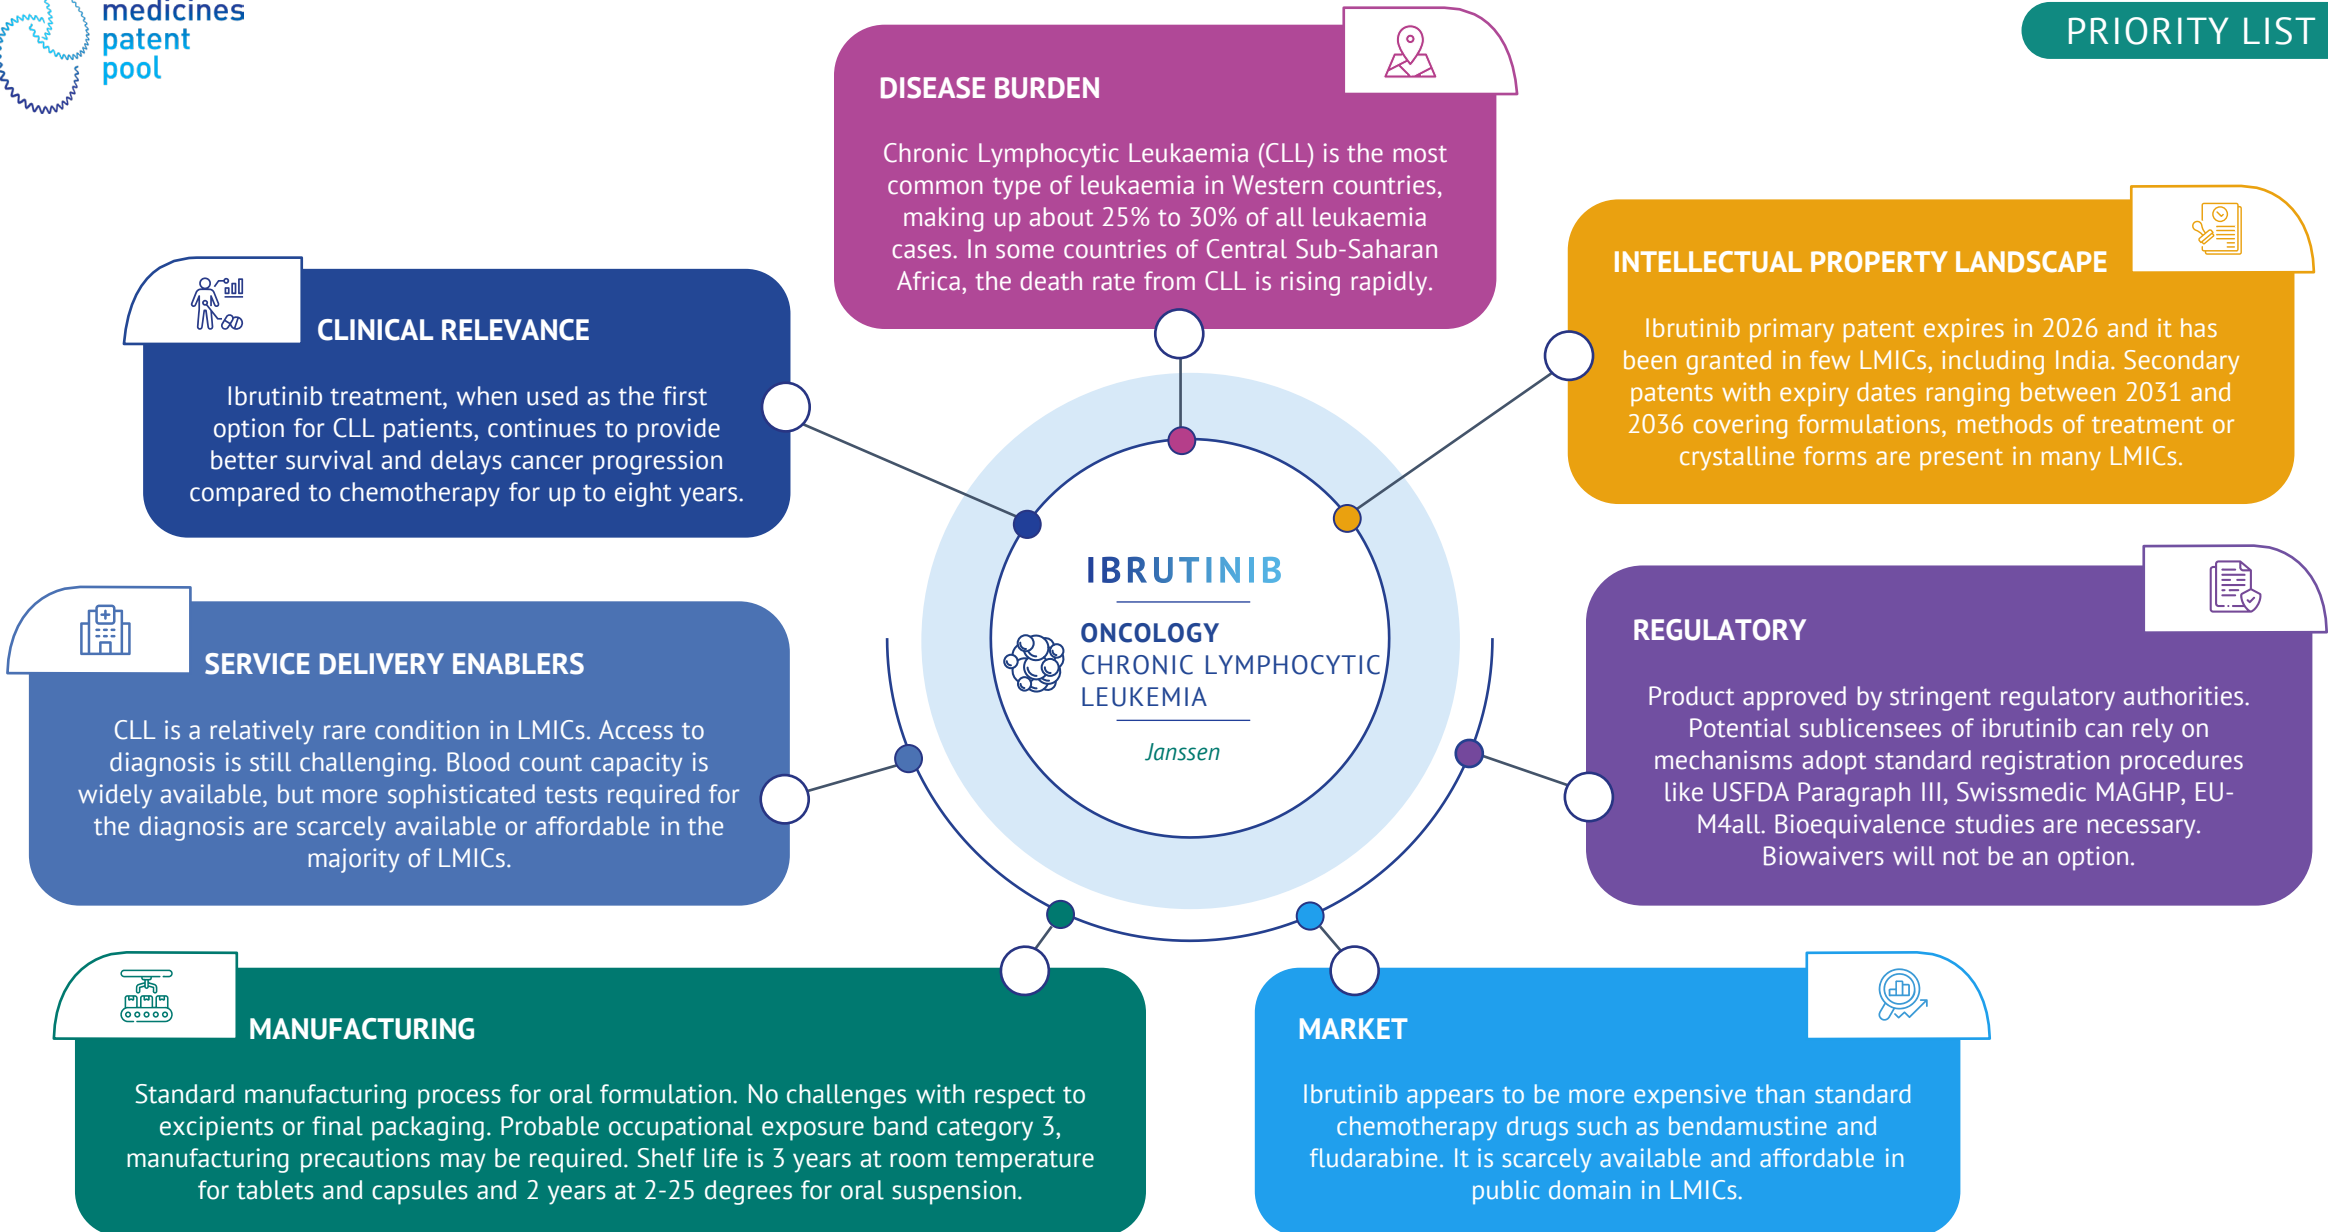 medicines
patent
pool
PRIORITY LIST
DISEASE BURDEN
Chronic Lymphocytic Leukaemia (CLL) is the most
common type of leukaemia in Western countries,
making up about 25% to 30% of all leukaemia
cases. In some countries of Central Sub-Saharan
Africa, the death rate from CLL is rising rapidly.
INTELLECTUAL PROPERTY LANDSCAPE
Ibrutinib primary patent expires in 2026 and it has
been granted in few LMICs, including India. Secondary
patents with expiry dates ranging between 2031 and
2036 covering formulations, methods of treatment or
crystalline forms are present in many LMICs.
CLINICAL RELEVANCE
Ibrutinib treatment, when used as the first
option for CLL patients, continues to provide
better survival and delays cancer progression
compared to chemotherapy for up to eight years.
IBRUTINIB
ONCOLOGY
CHRONIC LYMPHOCYTIC
LEUKEMIA
Janssen
SERVICE DELIVERY ENABLERS
CLL is a relatively rare condition in LMICs. Access to
diagnosis is still challenging. Blood count capacity is
widely available, but more sophisticated tests required for
the diagnosis are scarcely available or affordable in the
majority of LMICs.
REGULATORY
Product approved by stringent regulatory authorities.
Potential sublicensees of ibrutinib can rely on
mechanisms adopt standard registration procedures
like USFDA Paragraph III, Swissmedic MAGHP, EU-
M4all. Bioequivalence studies are necessary.
Biowaivers will not be an option.
MANUFACTURING
Standard manufacturing process for oral formulation. No challenges with respect to
excipients or final packaging. Probable occupational exposure band category 3,
manufacturing precautions may be required. Shelf life is 3 years at room temperature
for tablets and capsules and 2 years at 2-25 degrees for oral suspension.
MARKET
Ibrutinib appears to be more expensive than standard
chemotherapy drugs such as bendamustine and
fludarabine. It is scarcely available and affordable in
public domain in LMICs.